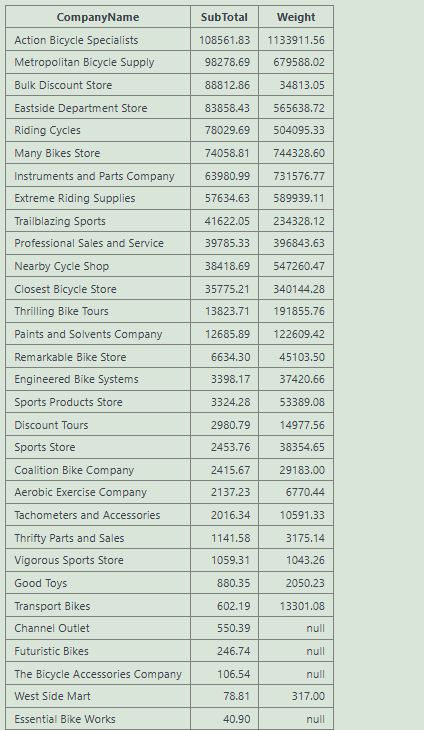 CompanyName SubTotal Weight
Action Bicycle Specialists 108561.83 1133911.56
Metropolitan Bicycle Supply 98278.69 679588.02
Bulk Discount Store 88812.86 34813.05
Eastside Department Store 83858.43 565638.72
Riding Cycles 78029.69 504095.33
Many Bikes Store 74058.81 744328.60
Instruments and Parts Company 63980.99 731576.77
Extreme Riding Supplies 57634.63 589939.11
Trailblazing Sports 41622.05 234328.12
Professional Sales and Service 39785.33 396843.63
Nearby Cycle Shop 38418.69 547260.47
Closest Bicycle Store 35775.21 340144.28
Thrilling Bike Tours 13823.71 191855.76
Paints and Solvents Company 12685.89 122609.42
Remarkable Bike Store 6634.30 45103.50
Engineered Bike Systems 3398.17 37420.66
Sports Products Store 3324.28 53389.08
Discount Tours 2980.79 14977.56
Sports Store 2453.76 38354.65
Coalition Bike Company 2415.67 29183.00
Aerobic Exercise Company 2137.23 6770.44
Tachometers and Accessories 2016.34 10591.33
Thrifty Parts and Sales 1141.58 3175.14
Vigorous Sports Store 1059.31 1043.26
Good Toys 880.35 2050.23
Transport Bikes 602.19 13301.08
Channel Outlet 550.39 null
Futuristic Bikes 246.74 null
The Bicycle Accessories Company 106.54 null
West Side Mart 78.81 317.00
Essential Bike Works 40.90 null